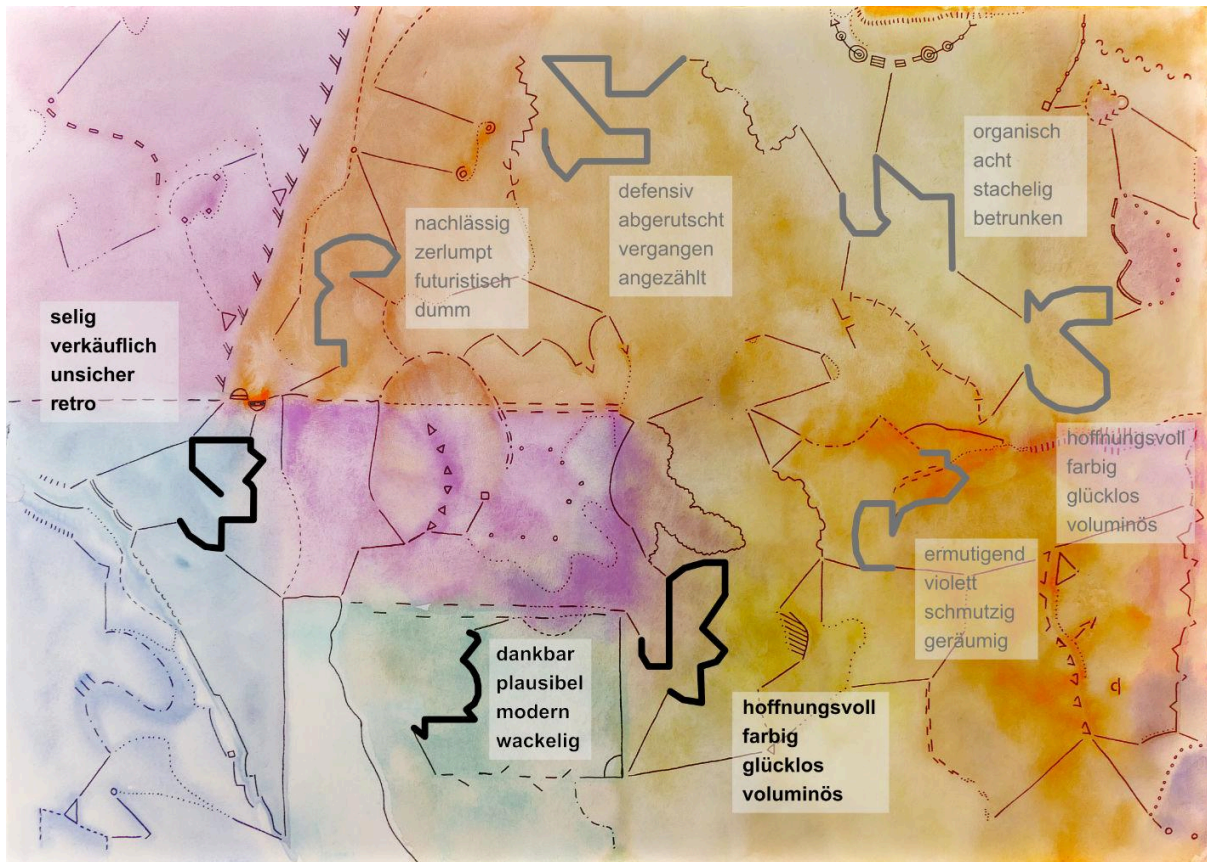 organisch
acht
stachelig
betrunken
defensiv
abgerutscht
vergangen
angezählt
nachlässig
zerlumpt
futuristisch
dumm
selig
verkäuflich
unsicher
retro
hoffnungsvoll
farbig
glücklos
voluminös
ermutigend
violett
schmutzig
geräumig
dankbar
plausibel
modern
wackelig
hoffnungsvoll
farbig
glücklos
voluminös